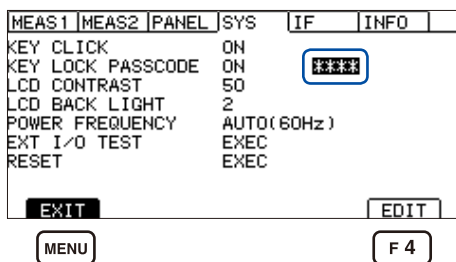 MEAS1 MEAS2 PANEL SYS IF INFO
KEY CLICK ON
KEY LOCK PASSCODE ON ****
LCD CONTRAST 50
LCD BACK LIGHT 2
POWER FREQUENCY AUTO(60Hz)
EXT I/O TEST EXEC
RESET EXEC
EXIT EDIT
MENU F 4